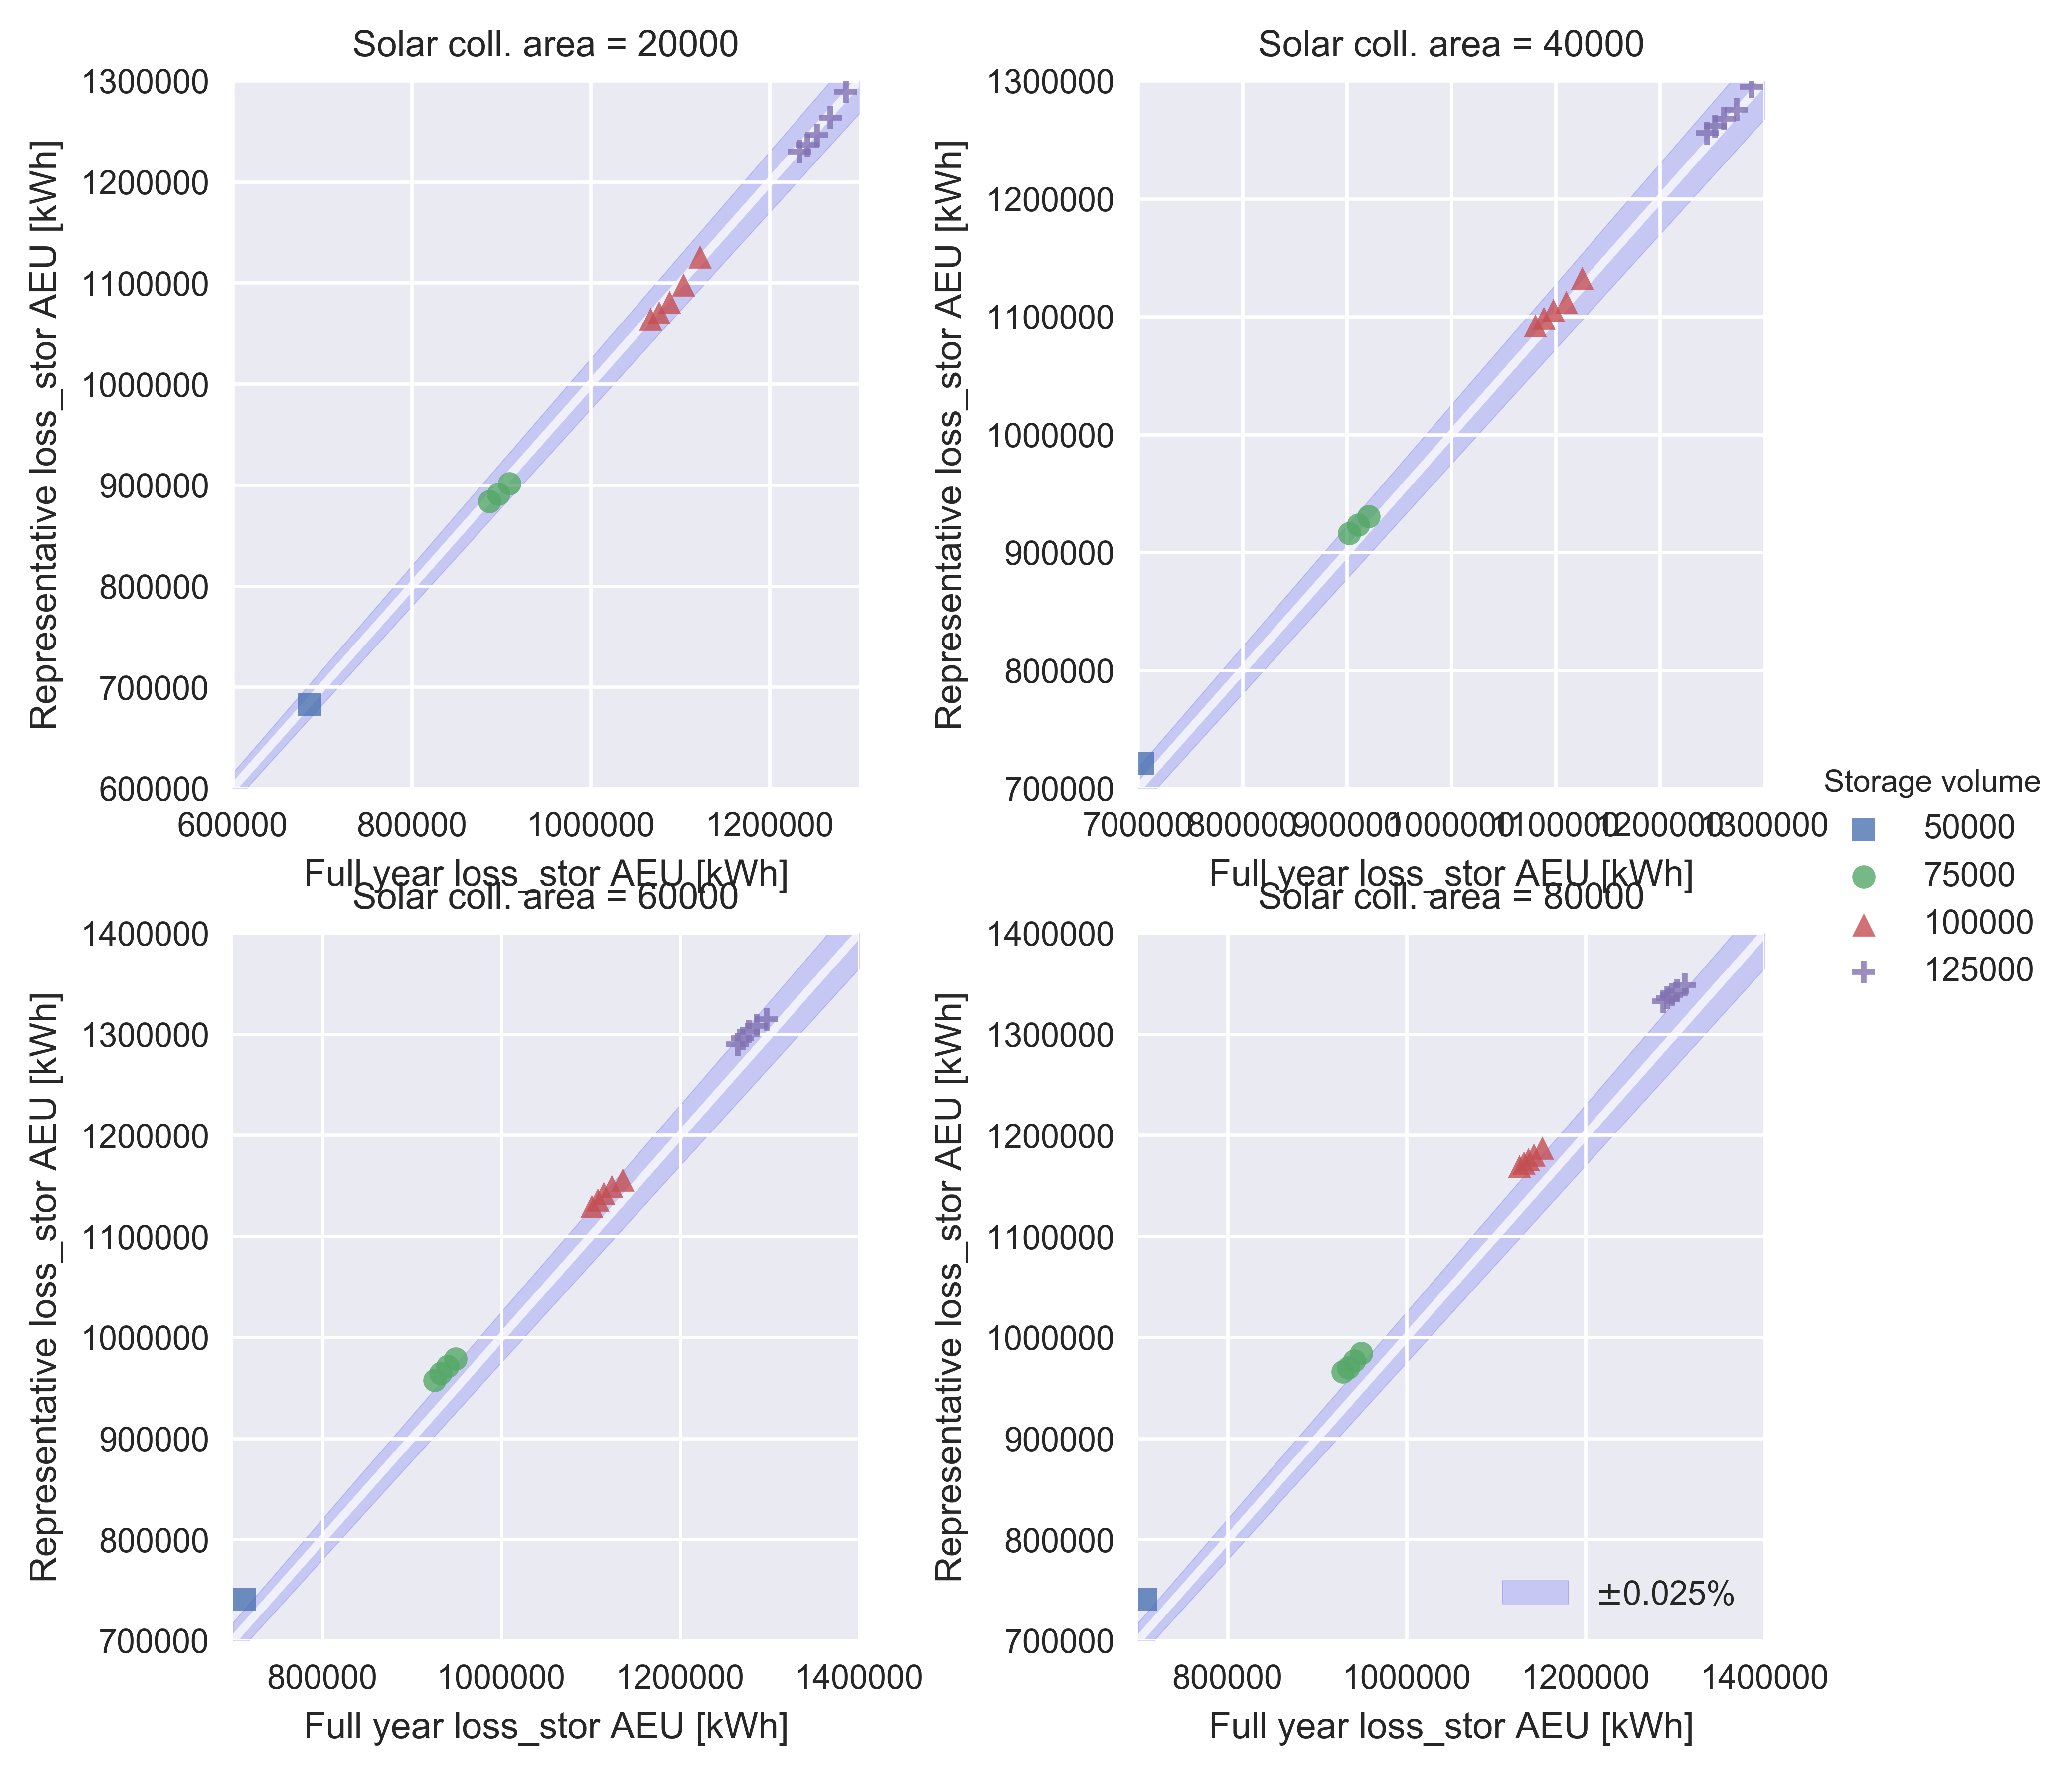 Solar coll. area = 20000
Representative loss_stor AEU [kWh]
1300000
1200000
1100000
1000000
900000
800000
700000
600000
600000 800000 1000000 1200000
Full year loss_stor AEU [kWh]
Solar coll. area = 40000
Representative loss_stor AEU [kWh]
1300000
1200000
1100000
1000000
900000
800000
700000
700000 800000 900000 1000000 1100000 1200000 1300000
Full year loss_stor AEU [kWh]
Storage volume
50000
75000
100000
125000
Solar coll. area = 60000
Representative loss_stor AEU [kWh]
1400000
1300000
1200000
1100000
1000000
900000
800000
700000
800000 1000000 1200000 1400000
Full year loss_stor AEU [kWh]
Solar coll. area = 80000
Representative loss_stor AEU [kWh]
1400000
1300000
1200000
1100000
1000000
900000
800000
700000
±0.025%
800000 1000000 1200000 1400000
Full year loss_stor AEU [kWh]